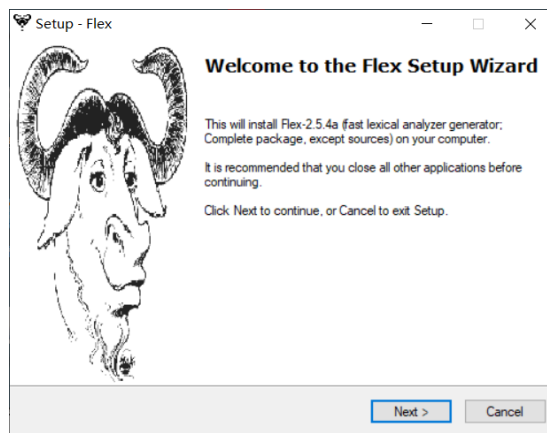 Setup - Flex
Welcome to the Flex Setup Wizard
This will install Flex-2.5.4a (fast lexical analyzer generator;
Complete package, except sources) on your computer.
It is recommended that you close all other applications before
continuing.
Click Next to continue, or Cancel to exit Setup.
Next >
Cancel